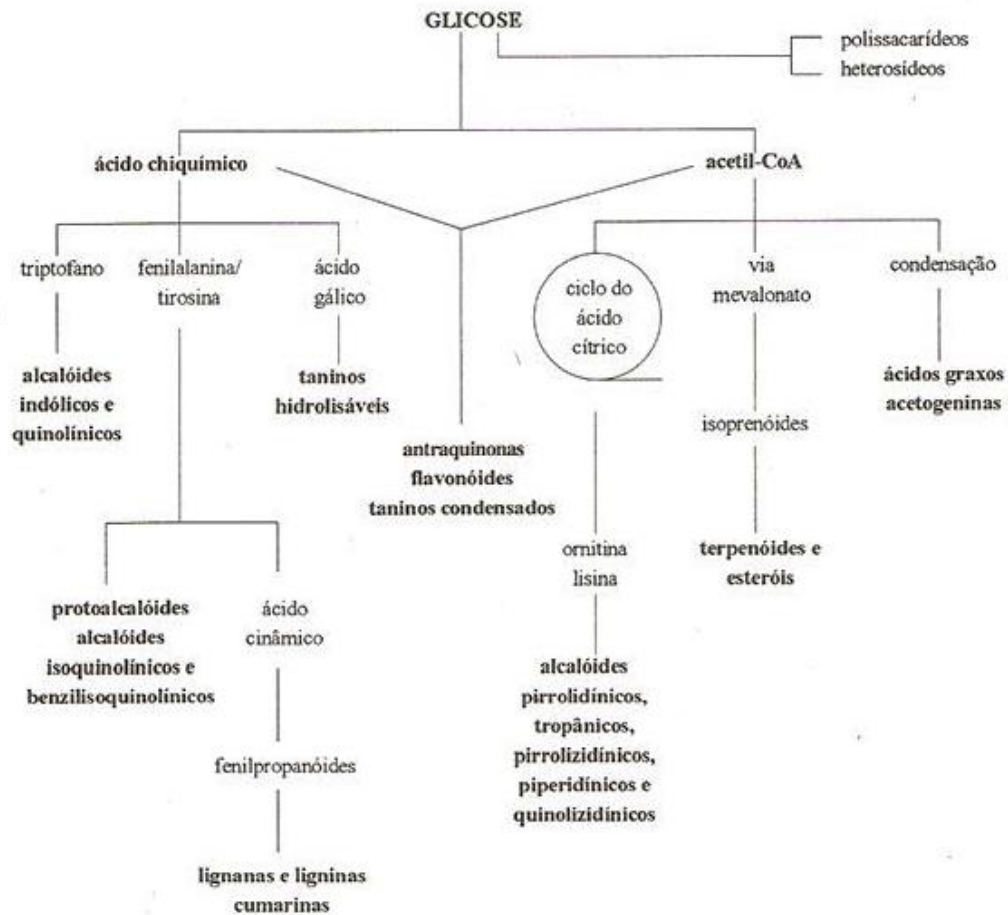 GLICOSE
polissacarídeos
heterosídeos
ácido chiquímico
acetil-CoA
triptofano
fenilalanina/
tirosina
ácido
gálico
ciclo do
ácido
cítrico
via
mevalonato
condensação
alcalóides
indólicos e
quinolínicos
taninos
hidrolisáveis
antraquinonas
flavonóides
taninos condensados
isoprenóides
ácidos graxos
acetogeninas
ornitina
lisina
terpenóides e
esteróis
protoalcalóides
alcalóides
isoquinolínicos e
benzilisoquinolínicos
ácido
cinâmico
alcalóides
pirrolidínicos,
tropânicos,
pirrolizidínicos,
piperidínicos e
quinolizidínicos
fenilpropanóides
lignanas e ligninas
cumarinas